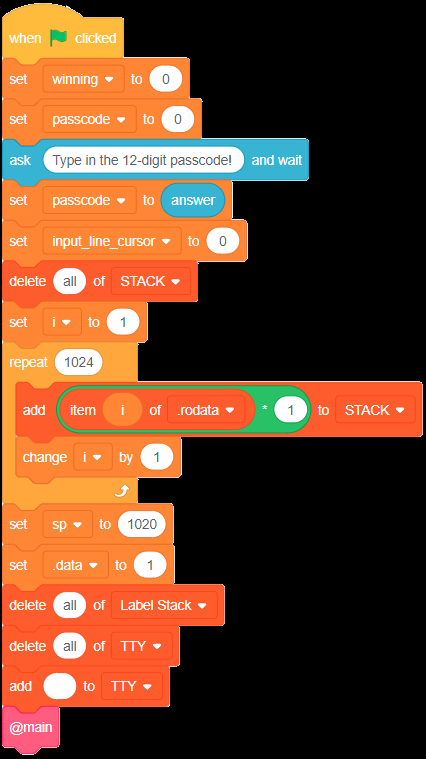 when clicked
set winning to 0
set passcode to 0
ask Type in the 12-digit passcode! and wait
set passcode to answer
set input_line_cursor to 0
delete all of STACK
set i to 1
repeat 1024
add item i of .rodata * 1 to STACK
change i by 1
set sp to 1020
set .data to 1
delete all of Label Stack
delete all of TTY
add to TTY
@main